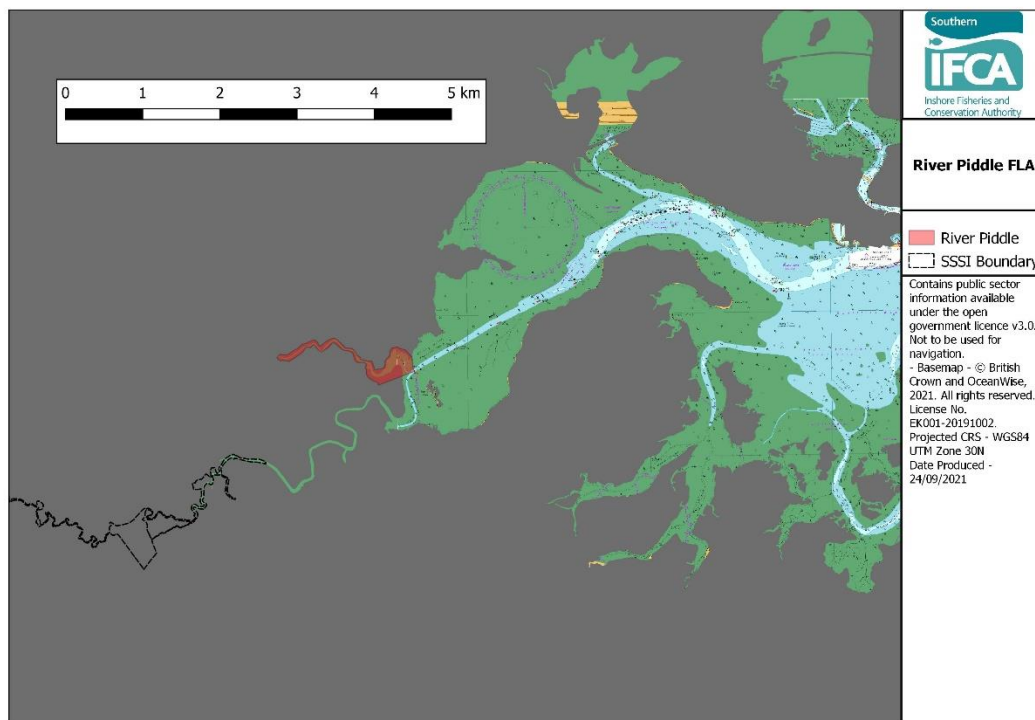 0 1 2 3 4 5 km
Southern
IFCA
Inshore Fisheries and
Conservation Authority
River Piddle FLA
River Piddle
SSSI Boundary
Contains public sector
information available
under the open
government licence v3.0.
Not to be used for
navigation.
- Basemap - © British
Crown and OceanWise,
2021. All rights reserved.
License No.
EK001-20191002.
Projected CRS - WGS84
UTM Zone 30N
Date Produced -
24/09/2021